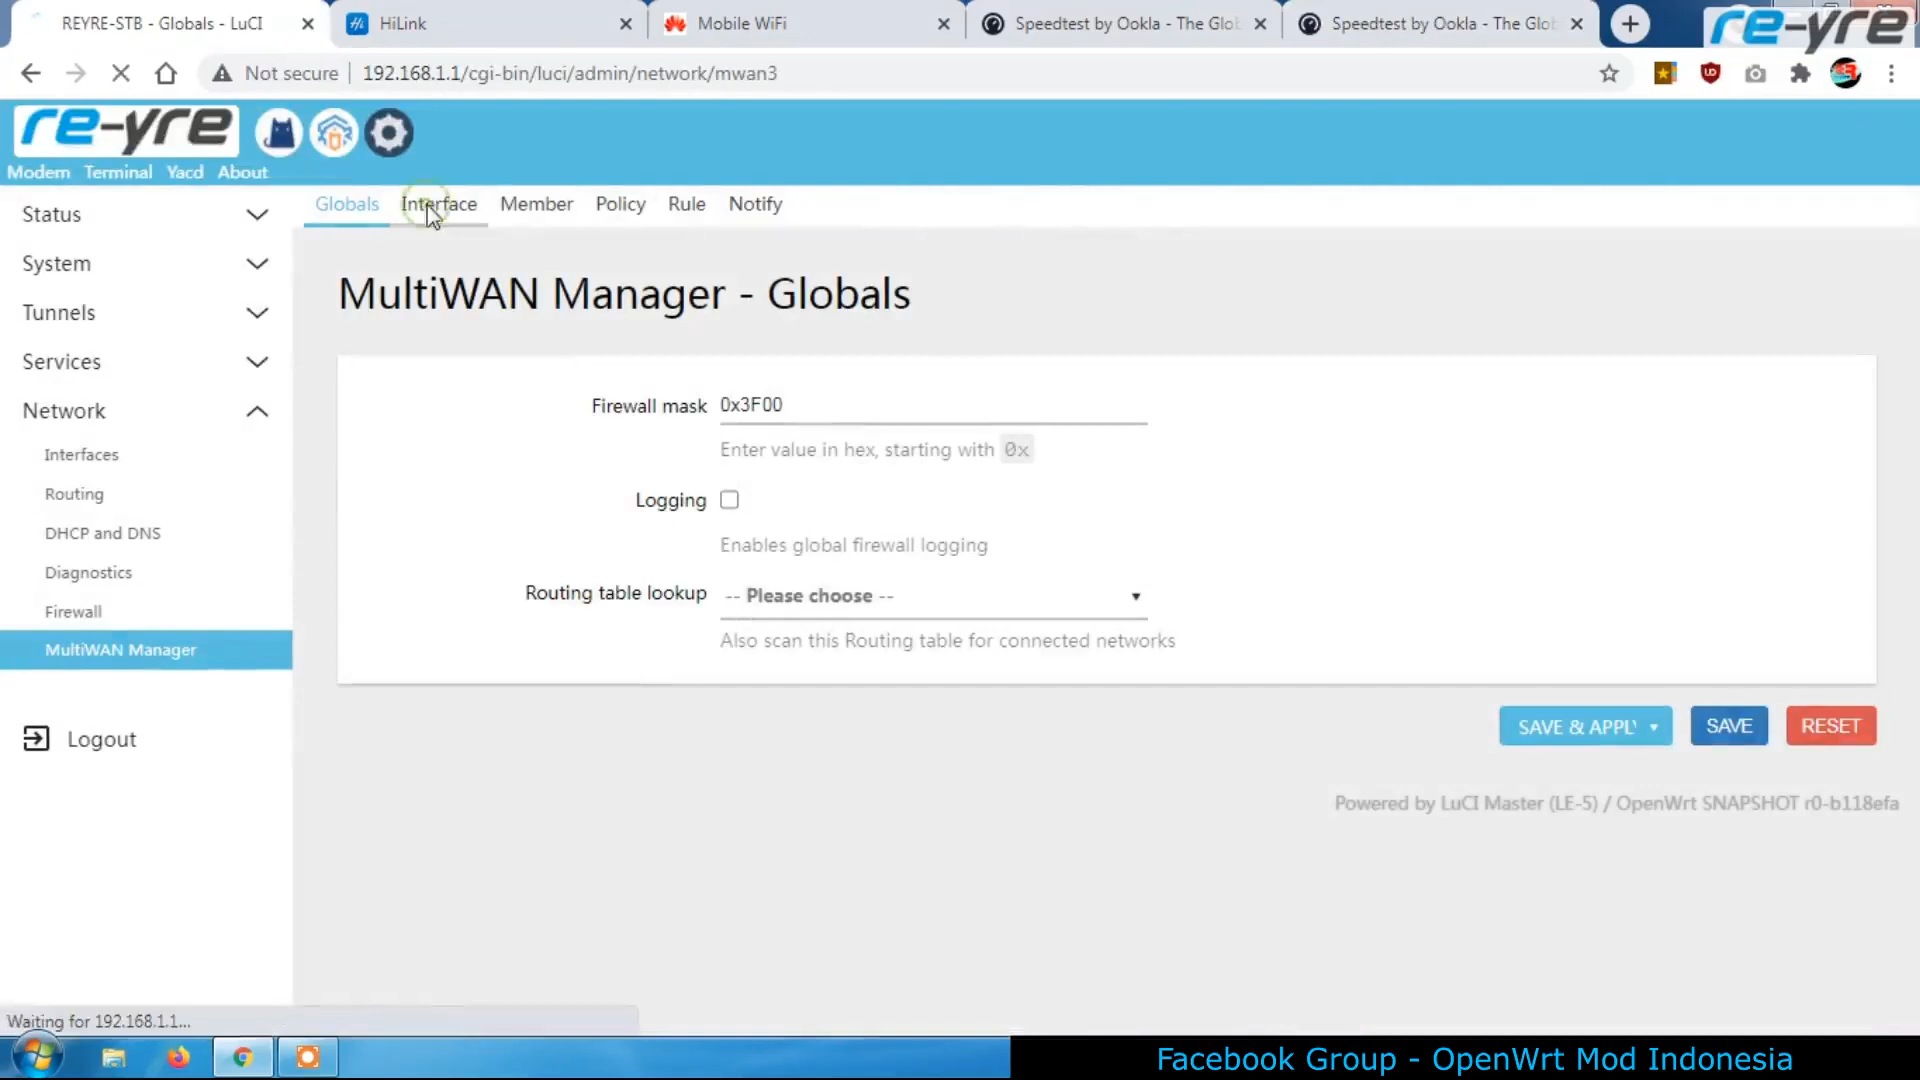 REYRE-STB - Globals - LuCI
HiLink
Mobile WiFi
Speedtest by Ookla - The Glob
Speedtest by Ookla - The Glob
re-yre
Not secure
192.168.1.1/cgi-bin/luci/admin/network/mwan3
re-yre
Modem Terminal Yacd About
Globals Interface Member Policy Rule Notify
Status
System
Tunnels
Services
Network
Interfaces
Routing
DHCP and DNS
Diagnostics
Firewall
MultiWAN Manager
Logout
MultiWAN Manager - Globals
Firewall mask 0x3F00
Enter value in hex, starting with 0x
Logging
Enables global firewall logging
Routing table lookup -- Please choose --
Also scan this Routing table for connected networks
SAVE & APPLY SAVE RESET
Powered by LuCI Master (LE-5) / OpenWrt SNAPSHOT r0-b118efa
Waiting for 192.168.1.1...
Facebook Group - OpenWrt Mod Indonesia